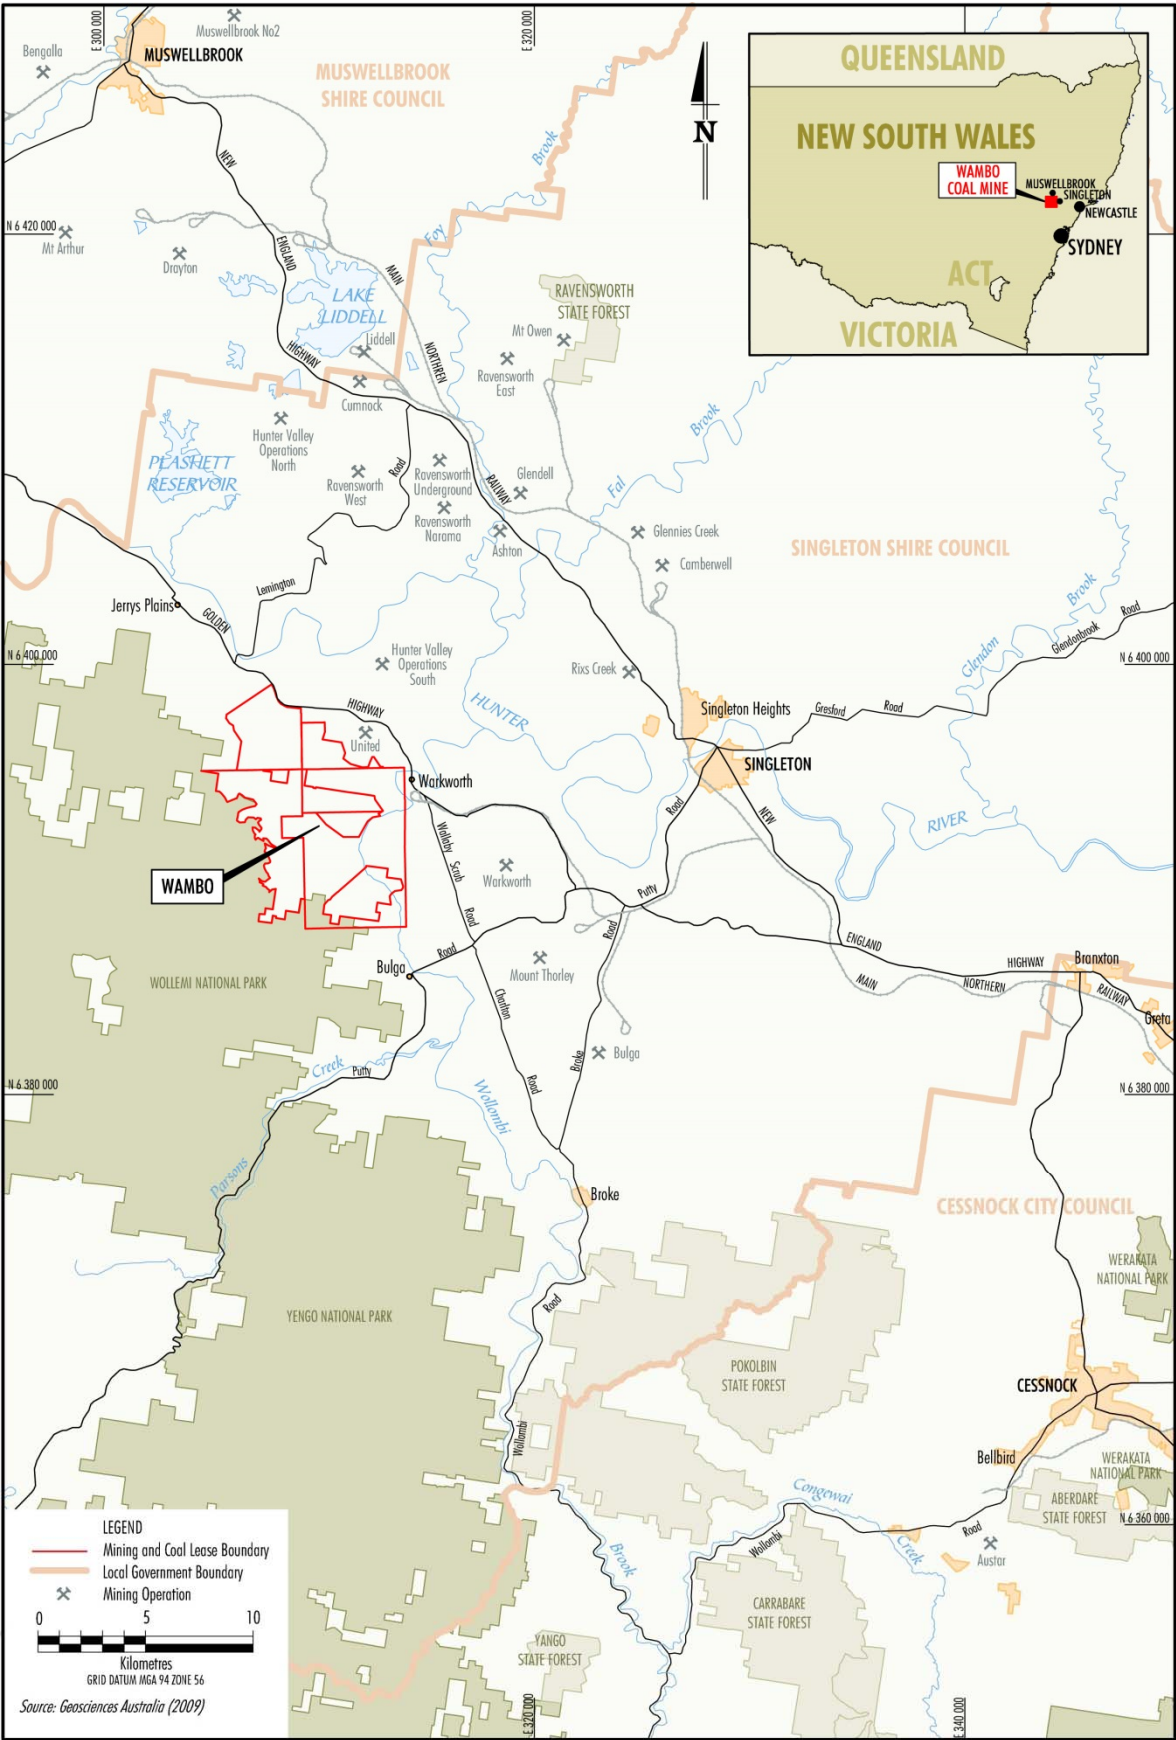 E 300 000
E 320 000
Muswellbrook No2
Bengalla
MUSWELLBROOK
MUSWELLBROOK
SHIRE COUNCIL
N
QUEENSLAND
NEW SOUTH WALES
WAMBO
COAL MINE
MUSWELLBROOK
SINGLETON
NEWCASTLE
SYDNEY
ACT
VICTORIA
NEW
Brook
N 6 420 000
Mt Arthur
Drayton
ENGLAND
Foy
MAIN
LAKE
LIDDELL
RAVENSWORTH
STATE FOREST
Mt Owen
Liddell
HIGHWAY
NORTHREN
Ravensworth
East
Cumnock
Brook
Hunter Valley
Operations
North
PLASHETT
RESERVOIR
Ravensworth
West
Road
Ravensworth
Underground
Glendell
RAILWAY
Fal
Ravensworth
Narama
Ashton
Glennies Creek
Camberwell
SINGLETON SHIRE COUNCIL
Lemington
Jerrys Plains
GOLDEN
Brook
Road
Glendonbrook
N 6 400 000
Hunter Valley
Operations
South
Rixs Creek
Glendon
N 6 400 000
HIGHWAY
HUNTER
Singleton Heights
Gresford
Road
United
SINGLETON
Warkworth
Road
NEW
RIVER
Wallaby
Scrub
Road
WAMBO
Warkworth
Putty
Road
ENGLAND
HIGHWAY
Branxton
Road
Bulga
Mount Thorley
MAIN
NORTHERN
RAILWAY
Greta
WOLLEMI NATIONAL PARK
Charlton
Road
Broke
Bulga
Creek
Putty
N 6 380 000
N 6 380 000
Wollombi
Parsons
Broke
CESSNOCK CITY COUNCIL
WERAKATA
NATIONAL PARK
YENGO NATIONAL PARK
Road
POKOLBIN
STATE FOREST
CESSNOCK
Wollombi
Bellbird
WERAKATA
NATIONAL PARK
Congewai
ABERDARE
STATE FOREST
N 6 360 000
Wollombi
Creek
Road
Austar
Brook
CARRABARE
STATE FOREST
YANGO
STATE FOREST
E 320 000
E 340 000
LEGEND
Mining and Coal Lease Boundary
Local Government Boundary
Mining Operation
0 5 10
Kilometres
GRID DATUM MGA 94 ZONE 56
Source: Geosciences Australia (2009)